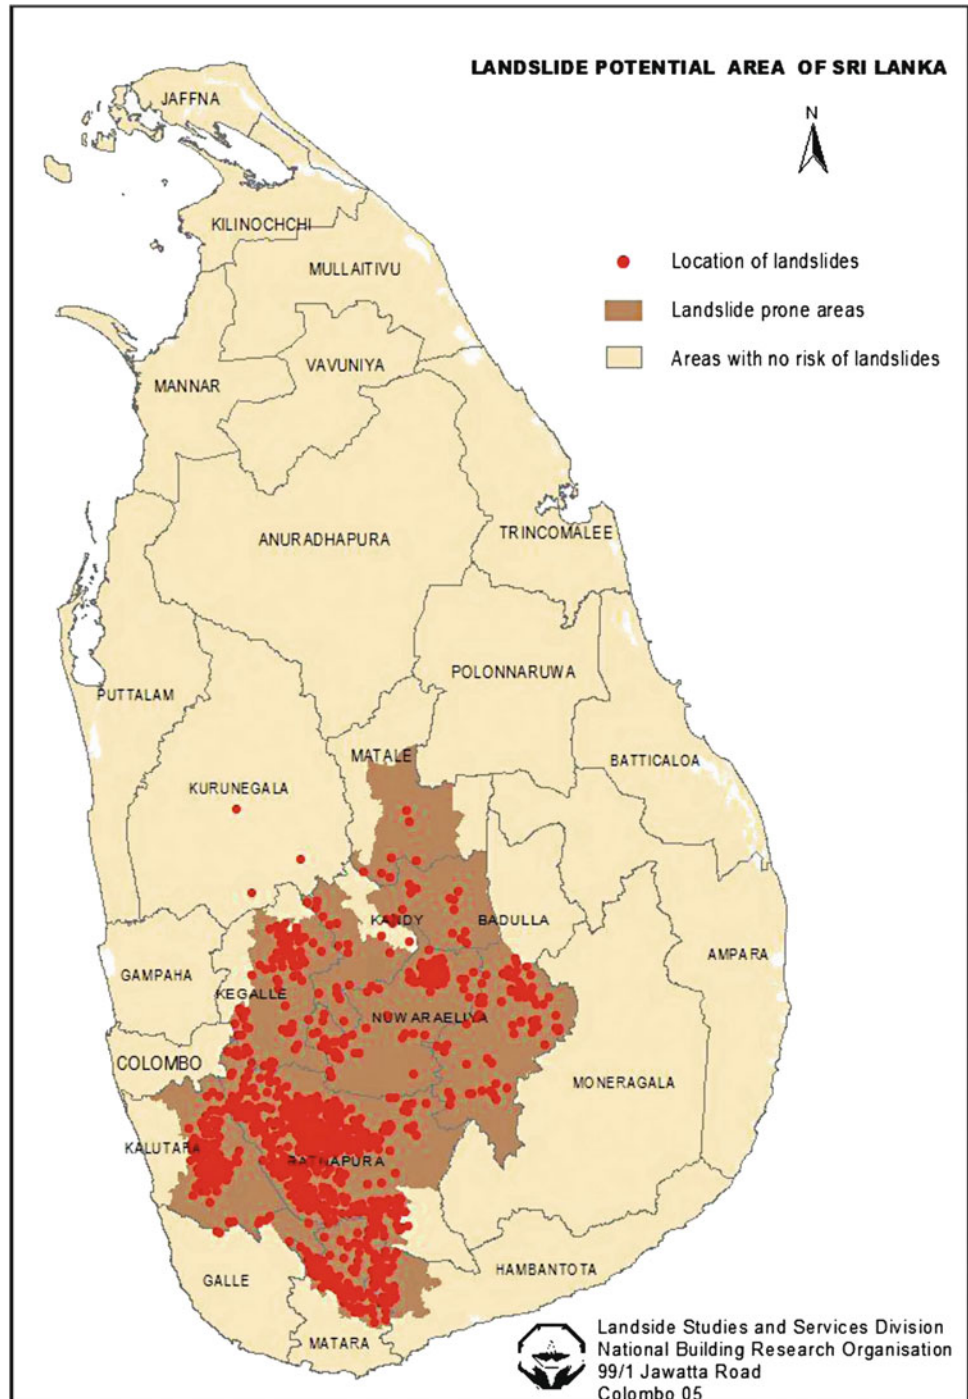 LANDSLIDE POTENTIAL AREA OF SRI LANKA
N
JAFFNA
KILINOCHCHI
MULLAITIVU
Location of landslides
Landslide prone areas
Areas with no risk of landslides
VAVUNIYA
MANNAR
ANURADHAPURA
TRINCOMALEE
POLONNARUWA
PUTTALAM
MATALE
BATTICALOA
KURUNEGALA
KANDY
BADULLA
AMPARA
GAMPAHA
KEGALLE
NUWARAELIYA
COLOMBO
MONERAGALA
KALUTARA
RATNAPURA
HAMBANTOTA
GALLE
MATARA
Landside Studies and Services Division
National Building Research Organisation
99/1 Jawatta Road
Colombo 05